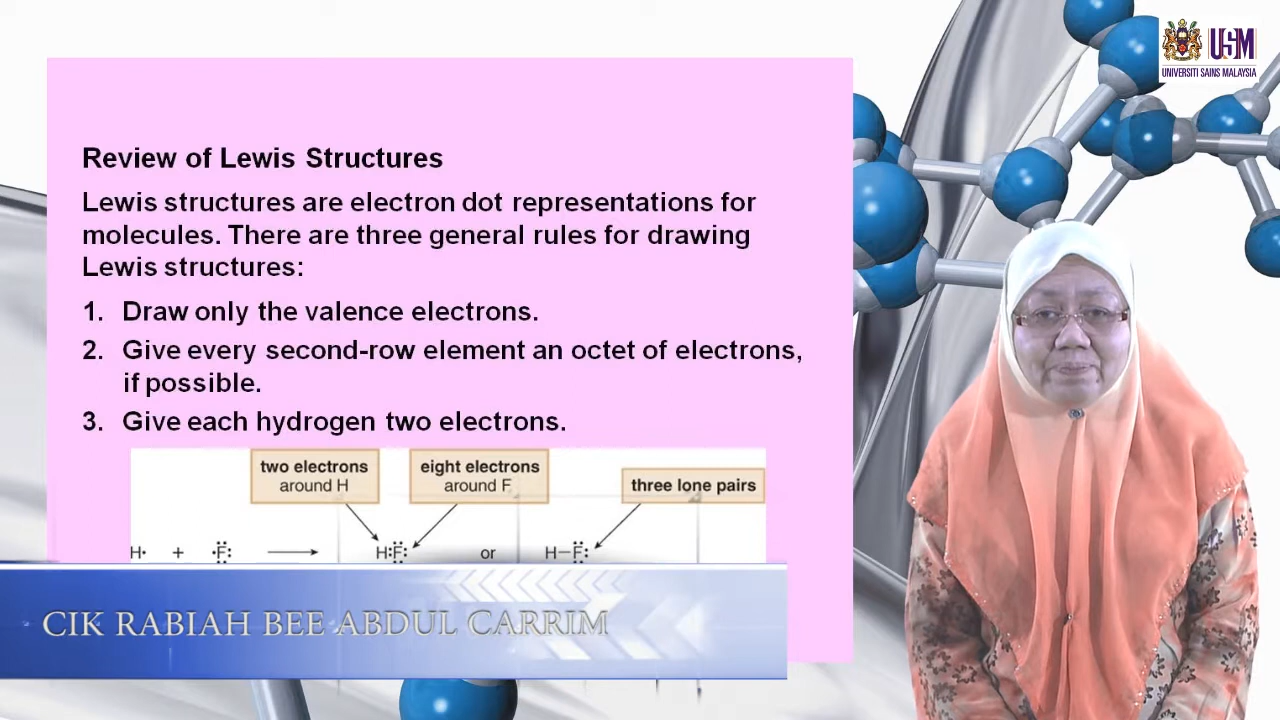 USM
UNIVERSITI SAINS MALAYSIA
Review of Lewis Structures
Lewis structures are electron dot representations for
molecules. There are three general rules for drawing
Lewis structures:
1. Draw only the valence electrons.
2. Give every second-row element an octet of electrons,
if possible.
3. Give each hydrogen two electrons.
two electrons
around H
eight electrons
around F
three lone pairs
H· + ·F: → H:F: or H–F:
CIK RABIAH BEE ABDUL CARRIM